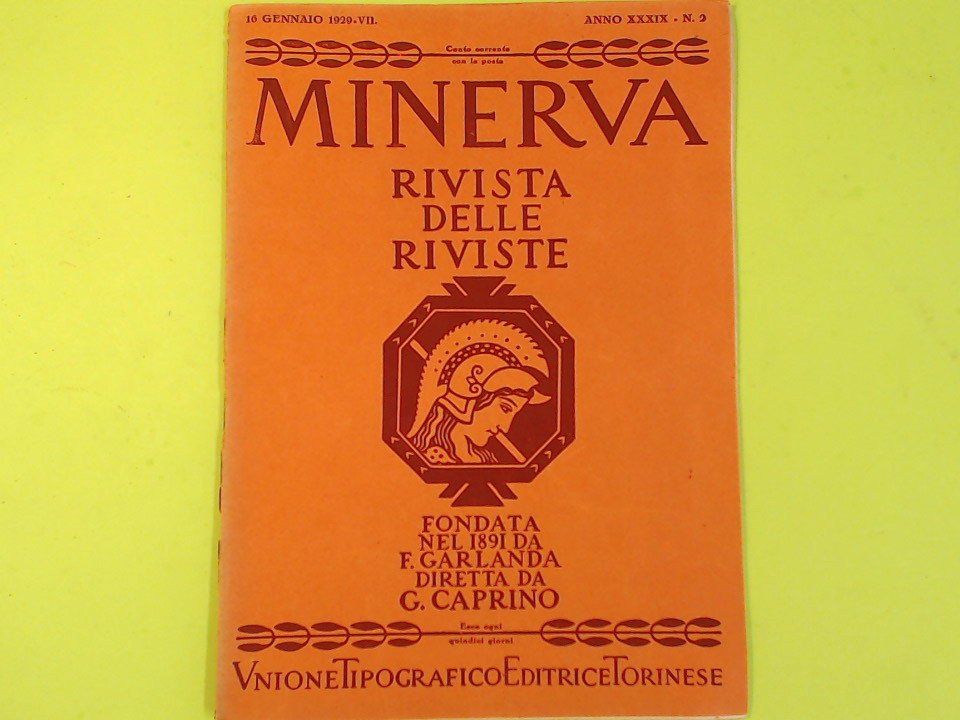 16 GENNAIO 1929-VII. ANNO XXXIX - N. 2
Conto corrente
con la posta
MINERVA
RIVISTA
DELLE
RIVISTE
FONDATA
NEL 1891 DA
F. GARLANDA
DIRETTA DA
G. CAPRINO
Esce ogni
quindici giorni
VNIONE TIPOGRAFICO EDITRICE TORINESE